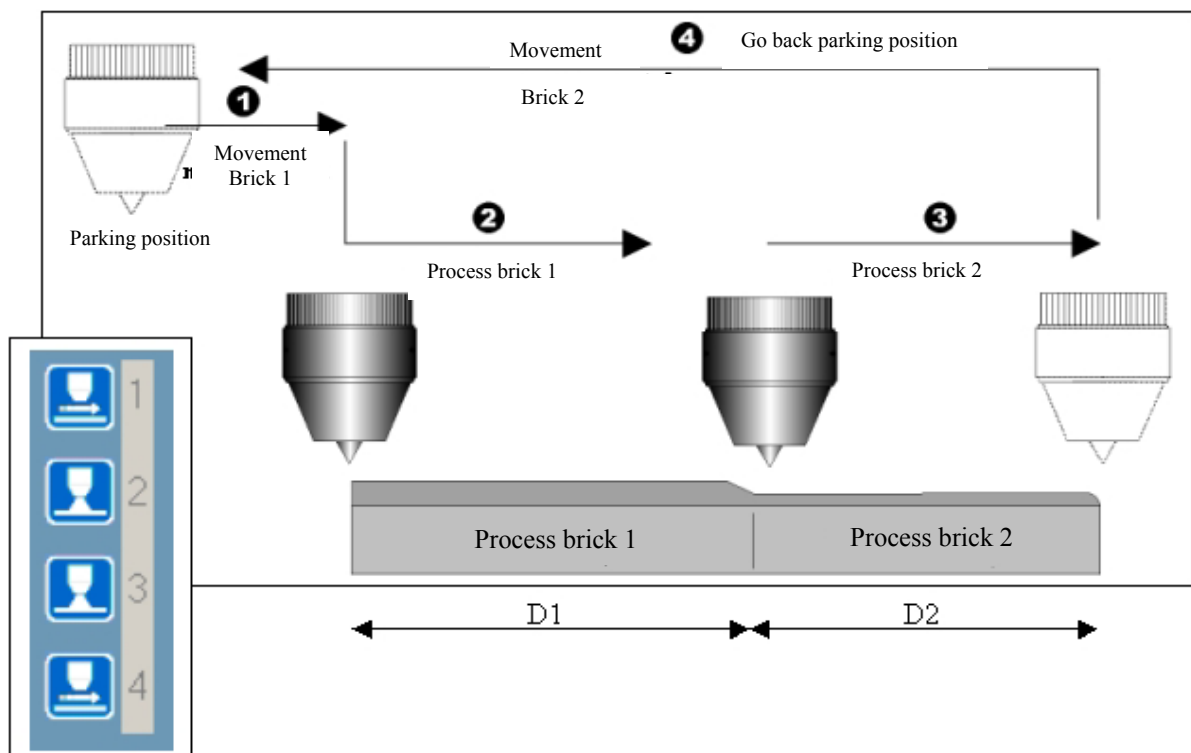 4 Go back parking position
Movement
Brick 2
1
Movement
Brick 1
Parking position
2
Process brick 1
3
Process brick 2
1
2
3
4
Process brick 1
Process brick 2
D1
D2